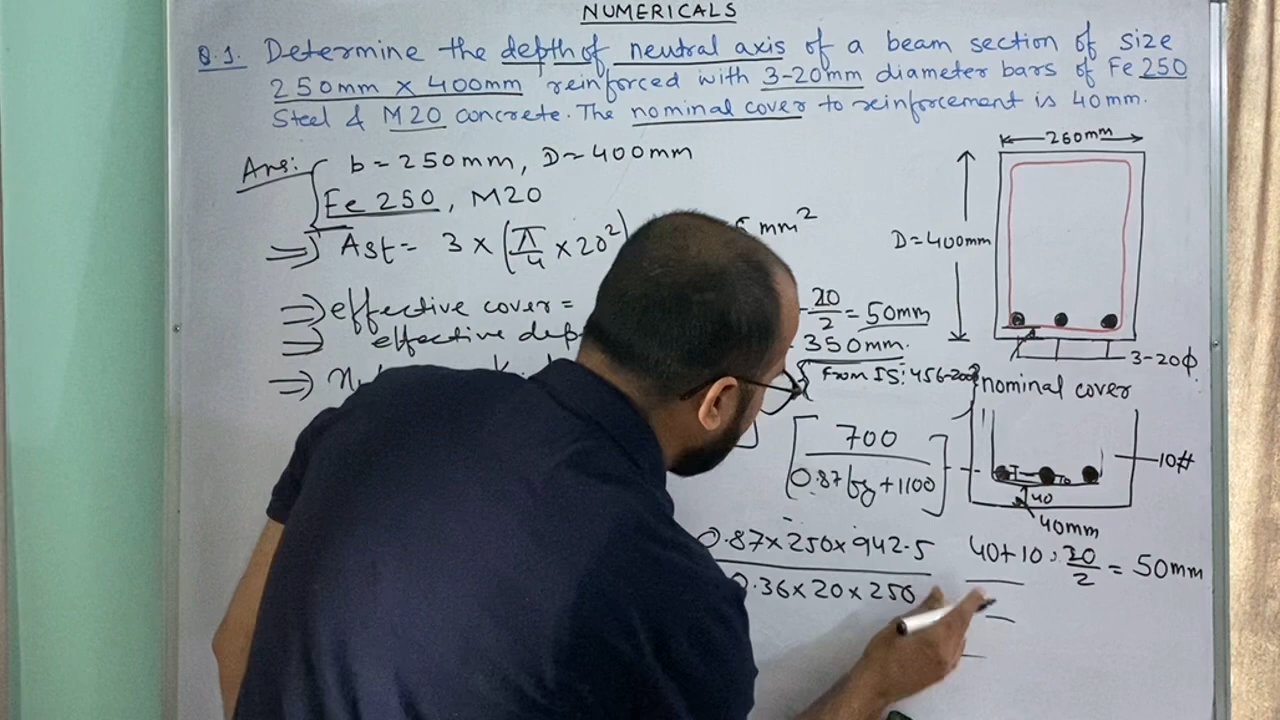 NUMERICALS
Q.1. Determine the depth of neutral axis of a beam section of size
250mm x 400mm reinforced with 3-20mm diameter bars of Fe 250
Steel & M20 concrete. The nominal cover to reinforcement is 40mm.
Ans: b = 250mm, D = 400mm
Fe 250, M20
⇒ Ast = 3 × (π/4 × 20²) mm²
⇒ effective cover = 20/2 = 50mm
⇒ effective 350mm.
⇒
From IS: 456-2000
[700 / 0.87fy + 1100]
0.87 × 250 × 942.5
0.36 × 20 × 250
250mm
D = 400mm
3-20φ
nominal cover
10#
40
40mm
40 + 10 = 20/2 = 50mm